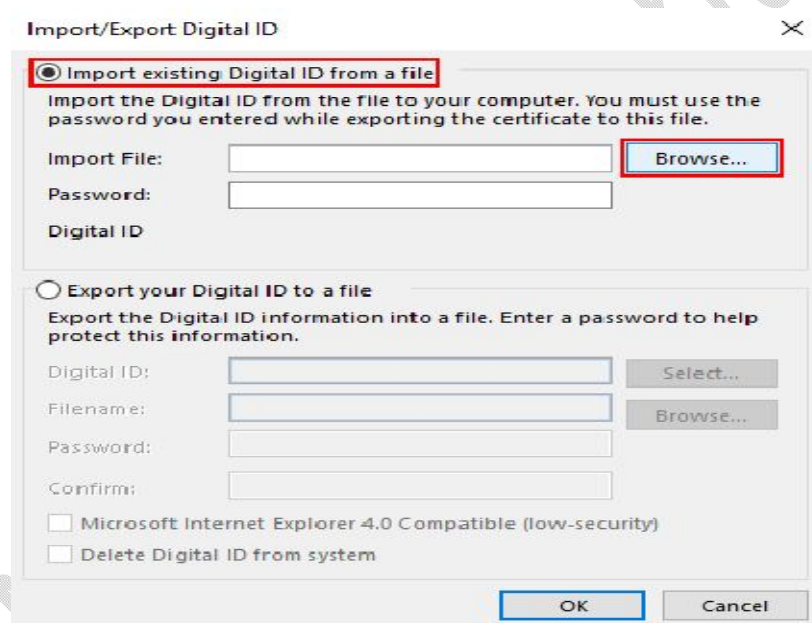 Import/Export Digital ID
Import existing Digital ID from a file
Import the Digital ID from the file to your computer. You must use the
password you entered while exporting the certificate to this file.
Import File:
Browse...
Password:
Digital ID
Export your Digital ID to a file
Export the Digital ID information into a file. Enter a password to help
protect this information.
Digital ID:
Select...
Filename:
Browse...
Password:
Confirm:
Microsoft Internet Explorer 4.0 Compatible (low-security)
Delete Digital ID from system
OK
Cancel